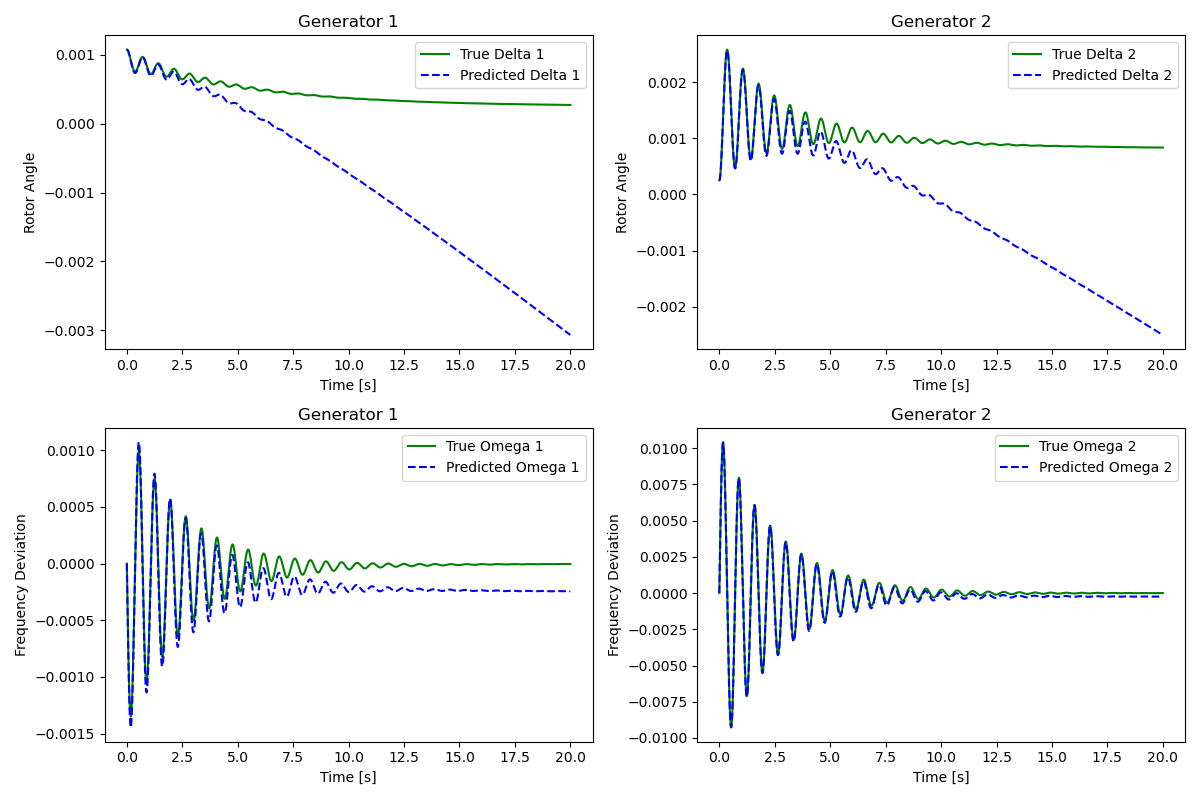 Generator 1
Rotor Angle
0.001
0.000
−0.001
−0.002
−0.003
True Delta 1
Predicted Delta 1
0.0 2.5 5.0 7.5 10.0 12.5 15.0 17.5 20.0
Time [s]
Generator 2
Rotor Angle
0.002
0.001
0.000
−0.001
−0.002
True Delta 2
Predicted Delta 2
0.0 2.5 5.0 7.5 10.0 12.5 15.0 17.5 20.0
Time [s]
Generator 1
Frequency Deviation
0.0010
0.0005
0.0000
−0.0005
−0.0010
−0.0015
True Omega 1
Predicted Omega 1
0.0 2.5 5.0 7.5 10.0 12.5 15.0 17.5 20.0
Time [s]
Generator 2
Frequency Deviation
0.0100
0.0075
0.0050
0.0025
0.0000
−0.0025
−0.0050
−0.0075
−0.0100
True Omega 2
Predicted Omega 2
0.0 2.5 5.0 7.5 10.0 12.5 15.0 17.5 20.0
Time [s]